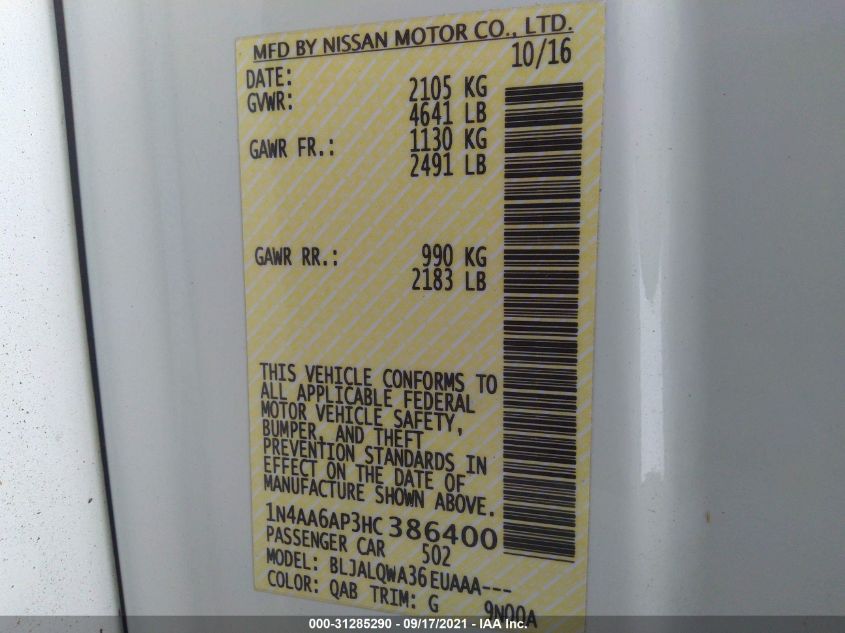 MFD BY NISSAN MOTOR CO., LTD.
DATE: 10/16
GVWR: 2105 KG
4641 LB
GAWR FR.: 1130 KG
2491 LB
GAWR RR.: 990 KG
2183 LB
THIS VEHICLE CONFORMS TO
ALL APPLICABLE FEDERAL
MOTOR VEHICLE SAFETY,
BUMPER, AND THEFT
PREVENTION STANDARDS IN
EFFECT ON THE DATE OF
MANUFACTURE SHOWN ABOVE.
1N4AA6AP3HC386400
PASSENGER CAR 502
MODEL: BLJALQWA36EUAAA---
COLOR: QAB TRIM: G 9N00A
000-31285290 - 09/17/2021 - IAA Inc.